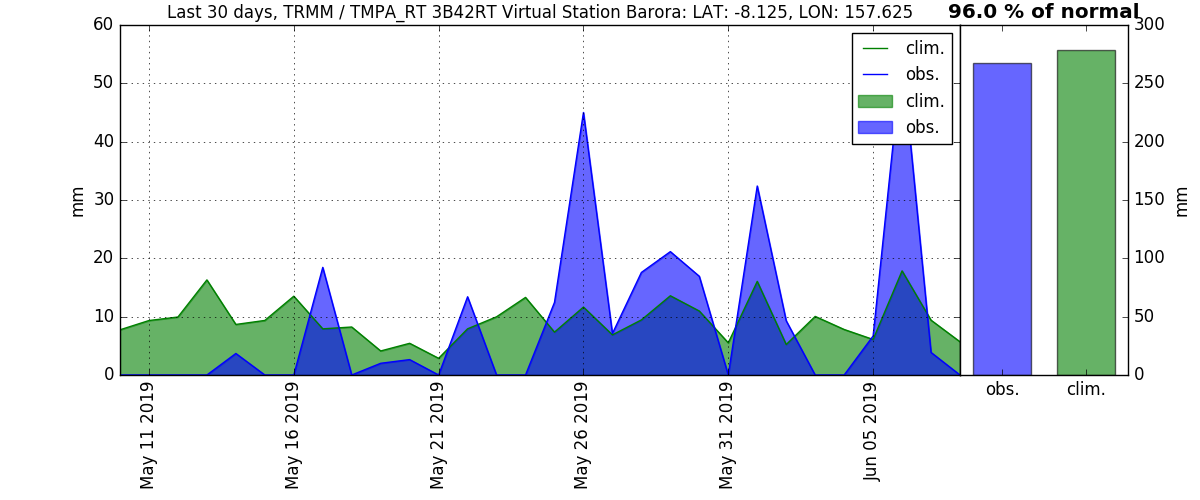 Last 30 days, TRMM / TMPA_RT 3B42RT Virtual Station Barora: LAT: -8.125, LON: 157.625
96.0 % of normal
60
50
40
30
20
10
0
mm
clim.
obs.
clim.
obs.
May 11 2019
May 16 2019
May 21 2019
May 26 2019
May 31 2019
Jun 05 2019
300
250
200
150
100
50
0
mm
obs.
clim.